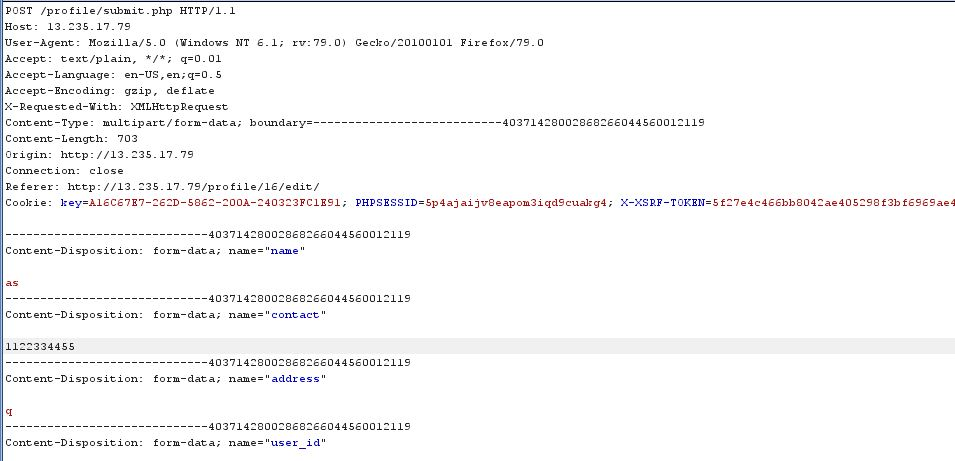 POST /profile/submit.php HTTP/1.1
Host: 13.235.17.79
User-Agent: Mozilla/5.0 (Windows NT 6.1; rv:79.0) Gecko/20100101 Firefox/79.0
Accept: text/plain, */*; q=0.01
Accept-Language: en-US,en;q=0.5
Accept-Encoding: gzip, deflate
X-Requested-With: XMLHttpRequest
Content-Type: multipart/form-data; boundary=---------------------------403714280028682660445600​12119
Content-Length: 703
Origin: http://13.235.17.79
Connection: close
Referer: http://13.235.17.79/profile/16/edit/
Cookie: key=A16C67E7-262D-5862-200A-240323FC1E91; PHPSESSID=5p4ajaijv8eapom3iqd9cuakg4; X-XSRF-TOKEN=5f27e4c466bb8042ae405298f3bf6969ae4
-----------------------------40371428002868266044560012119
Content-Disposition: form-data; name="name"
as
-----------------------------40371428002868266044560012119
Content-Disposition: form-data; name="contact"
1122334455
-----------------------------40371428002868266044560012119
Content-Disposition: form-data; name="address"
q
-----------------------------40371428002868266044560012119
Content-Disposition: form-data; name="user_id"